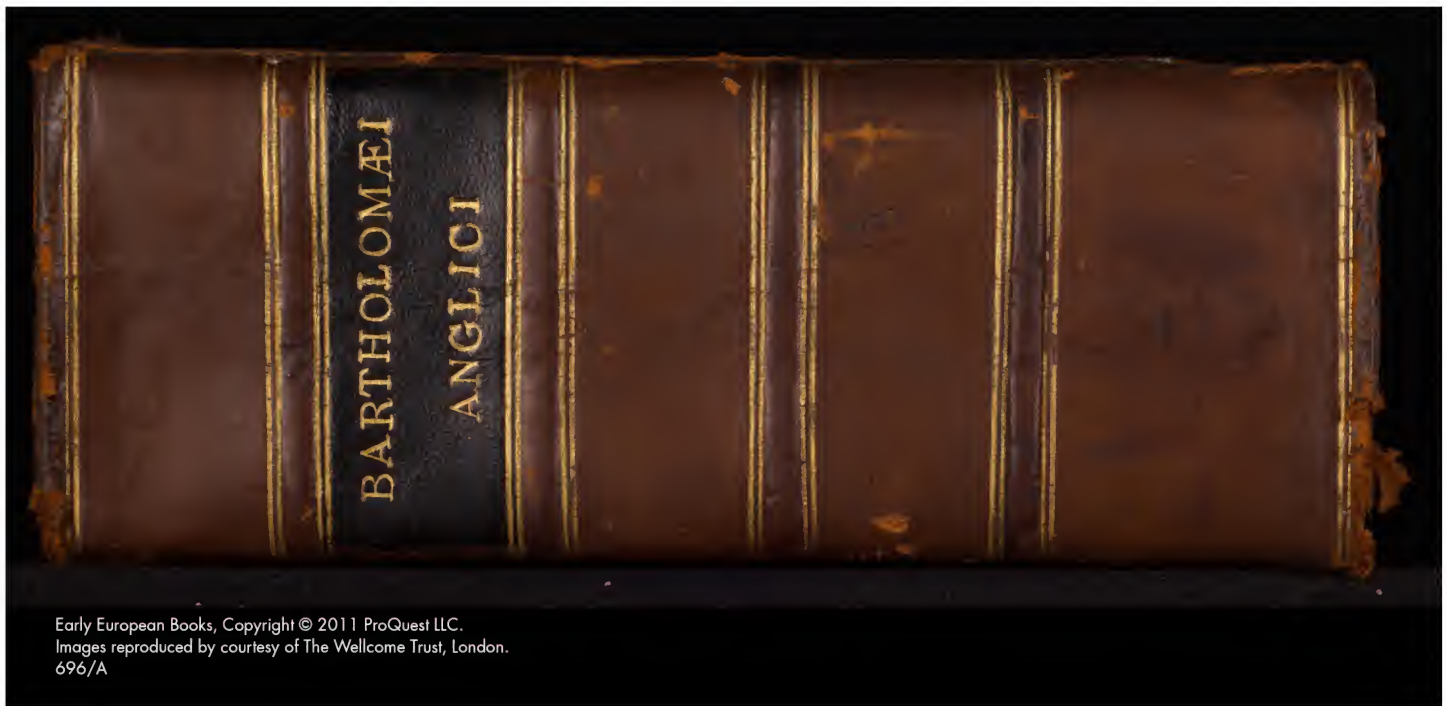 BARTHOLOMÆI
ANGLICI
Early European Books, Copyright © 2011 ProQuest LLC.
Images reproduced by courtesy of The Wellcome Trust, London.
696/A